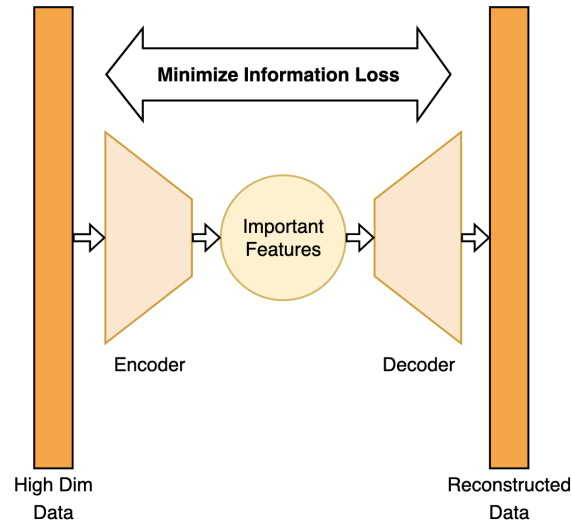 Minimize Information Loss
Important
Features
Encoder
Decoder
High Dim
Data
Reconstructed
Data